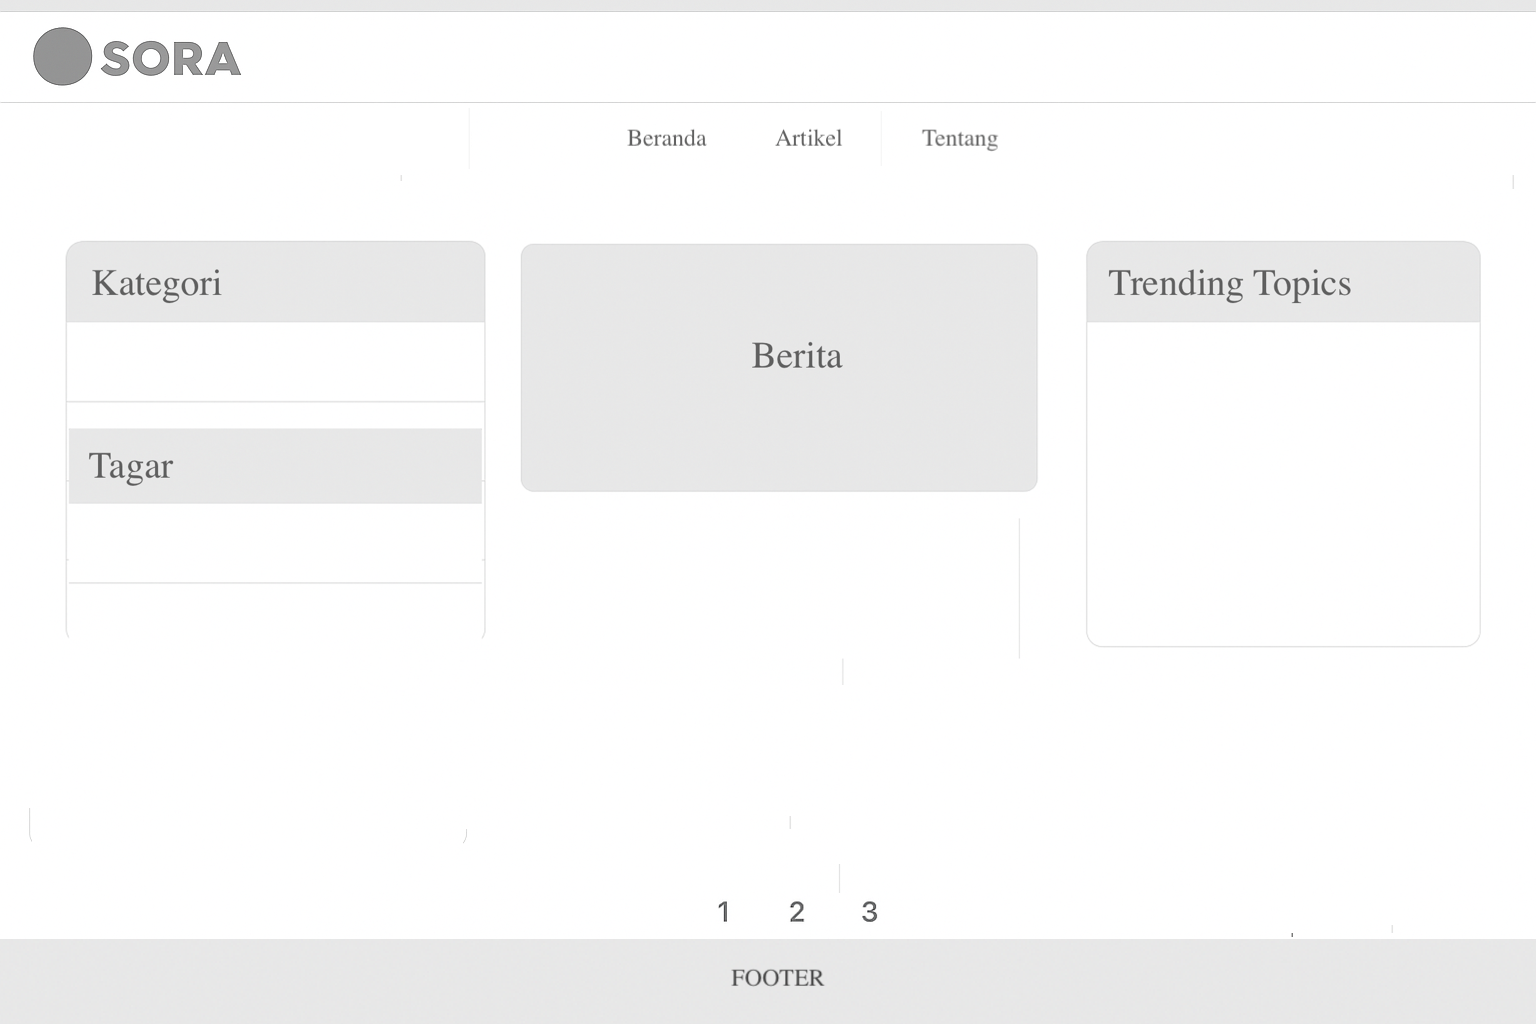 SORA
Beranda Artikel Tentang
Kategori
Tagar
Berita
Trending Topics
1 2 3
FOOTER